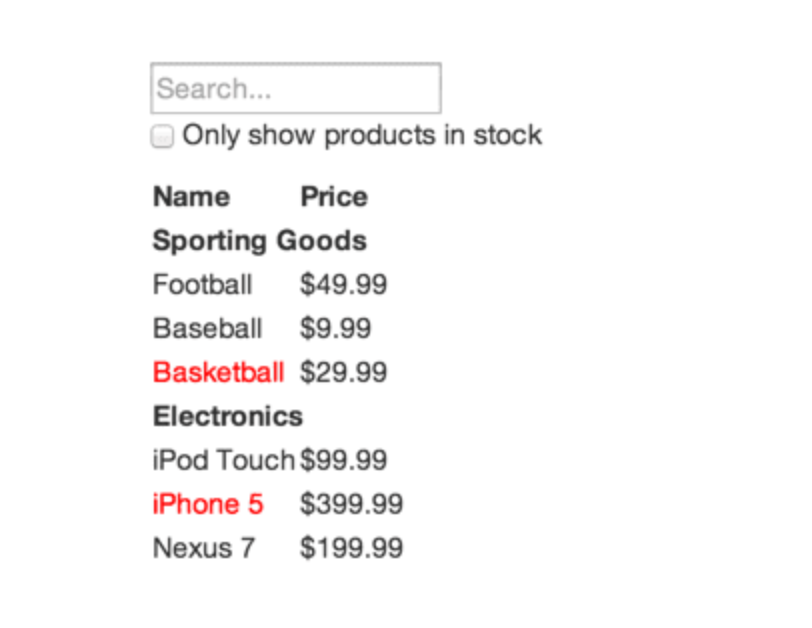 Search...
Only show products in stock
Name Price
Sporting Goods
Football $49.99
Baseball $9.99
Basketball $29.99
Electronics
iPod Touch $99.99
iPhone 5 $399.99
Nexus 7 $199.99